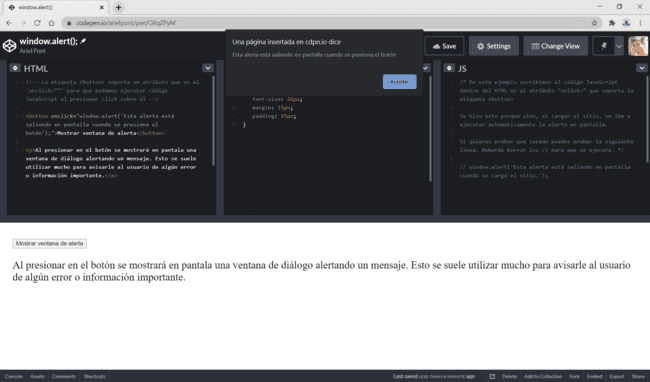 window.alert();
codepen.io/arielpont/pen/GRqZPyM
window.alert();
Ariel Pont
Una página insertada en cdpn.io dice
Esta alerta está saliendo en pantalla cuando se presiona el botón
Aceptar
Save
Settings
Change View
HTML
<!-- La etiqueta <button> soporta un atributo que es el
"onclick=""" para que podamos ejecutar código
JavaScript al presionar click sobre él -->
<button onclick="window.alert('Esta alerta está
saliendo en pantalla cuando se presiona el
botón');">Mostrar ventana de alerta</button>
<p>Al presionar en el botón se mostrará en pantala una
ventana de diálogo alertando un mensaje. Esto se suele
utilizar mucho para avisarle al usuario de algún error
o información importante.</p>
font-size: 28px;
margin: 15px;
padding: 15px;
}
JS
/* En este ejemplo escribimos el código JavaScript
dentro del HTML en el atributo "onclick" que soporta la
etiqueta <button>
Se hizo esto porque sino, al cargar el sitio, se iba a
ejecutar automáticamente la alerta en pantalla.
Si quieres probar que sucede puedes probar la siguiente
línea. Deberás borrar los // para que se ejecute. */
// window.alert("Esta alerta está saliendo en pantalla
cuando se carga el sitio.");
Mostrar ventana de alerta
Al presionar en el botón se mostrará en pantala una ventana de diálogo alertando un mensaje. Esto se suele utilizar mucho para avisarle al usuario
de algún error o información importante.
Console Assets Comments Shortcuts Last saved LESS THAN A MINUTE ago Delete Add to Collection Fork Embed Export Share